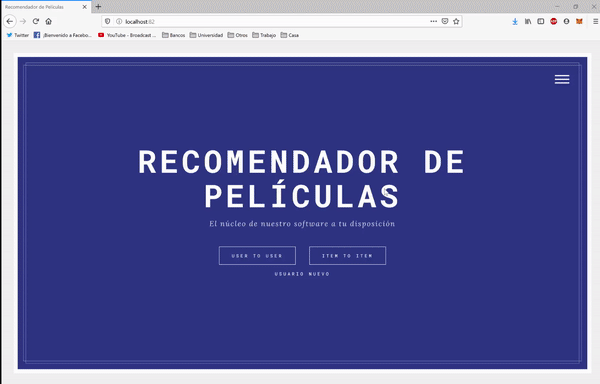 Recomendador de Películas
localhost:82
Twitter
¡Bienvenido a Facebo...
YouTube - Broadcast ...
Bancos
Universidad
Otros
Trabajo
Casa
RECOMENDADOR DE
PELÍCULAS
El núcleo de nuestro software a tu disposición
USER TO USER
ITEM TO ITEM
USUARIO NUEVO